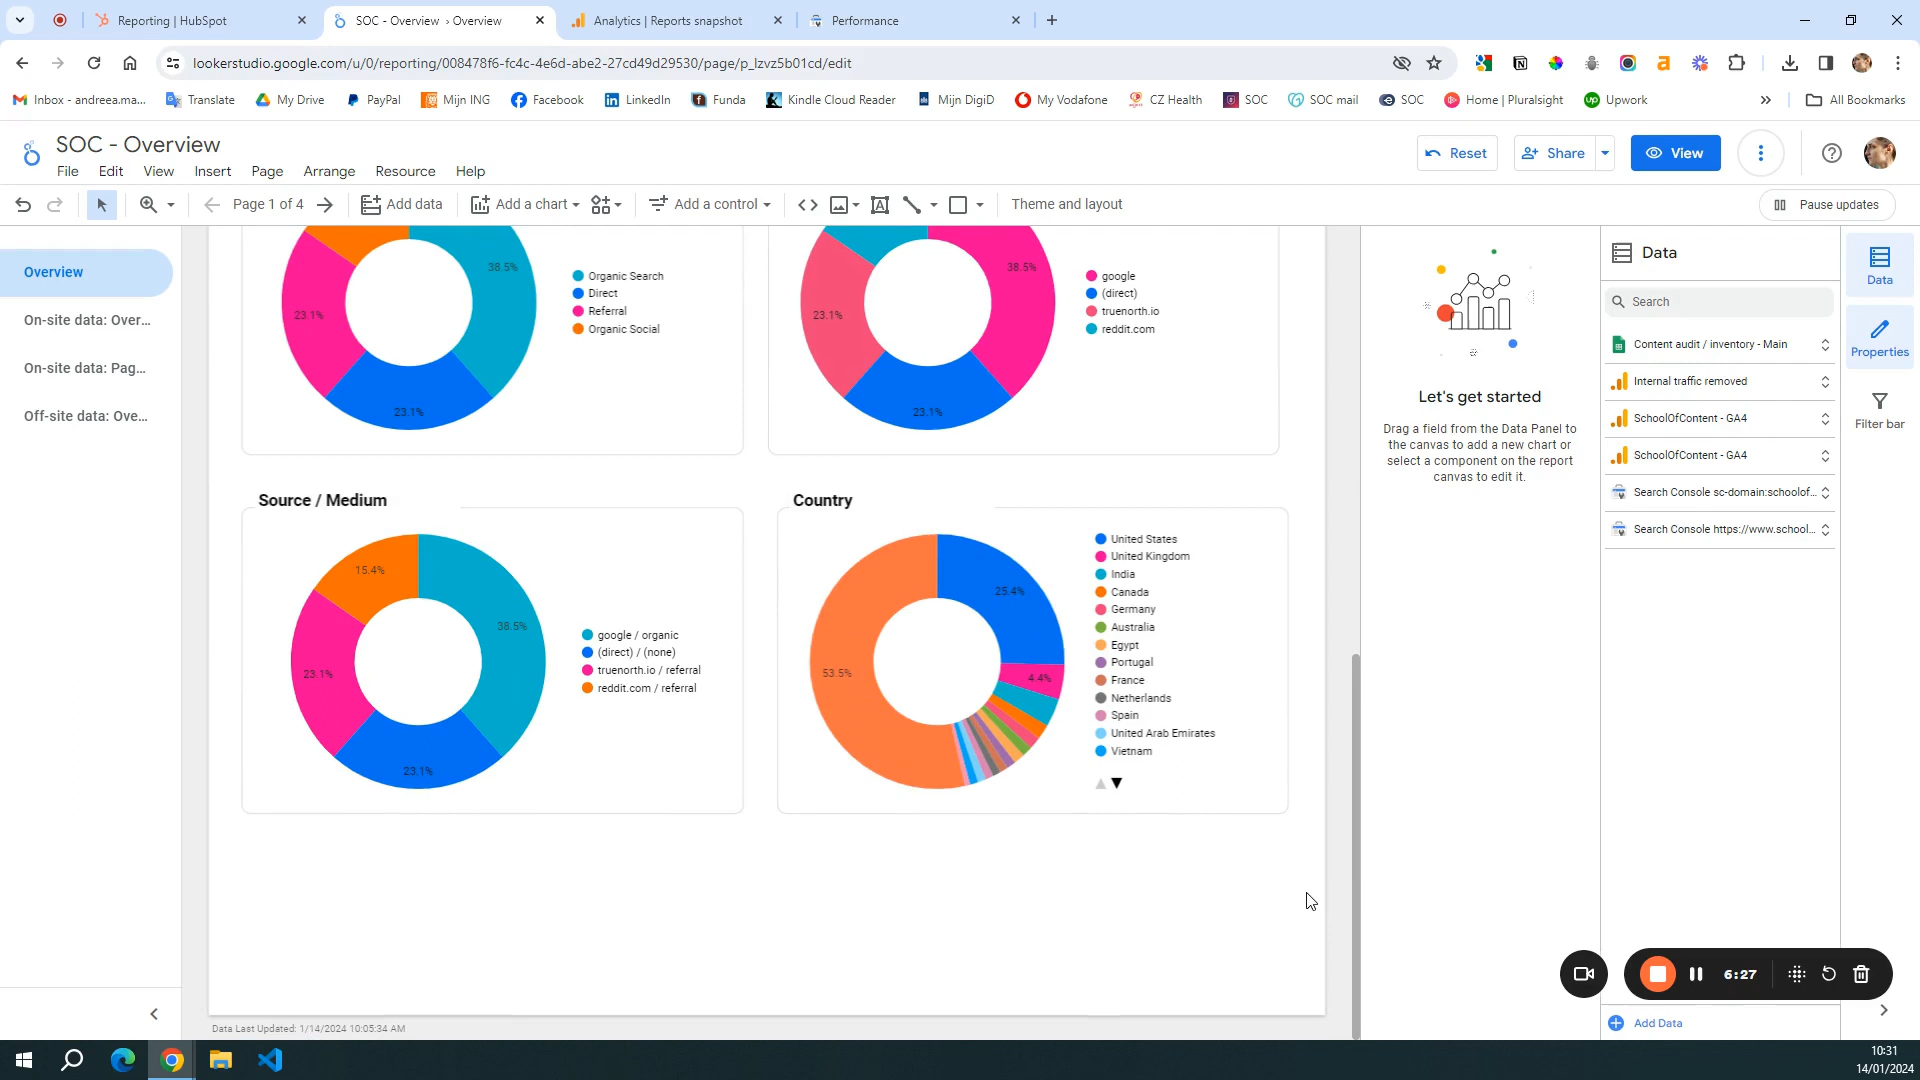 Reporting | HubSpot
SOC - Overview › Overview
Analytics | Reports snapshot
Performance
lookerstudio.google.com/u/0/reporting/008478f6-fc4c-4e6d-abe2-27cd49d29530/page/p_lzvz5b01cd/edit
Inbox - andreea.ma...
Translate
My Drive
PayPal
Mijn ING
Facebook
LinkedIn
Funda
Kindle Cloud Reader
Mijn DigiD
My Vodafone
CZ Health
SOC
SOC mail
SOC
Home | Pluralsight
Upwork
All Bookmarks
SOC - Overview
File Edit View Insert Page Arrange Resource Help
Reset
Share
View
Page 1 of 4
Add data
Add a chart
Add a control
Theme and layout
Pause updates
Overview
On-site data: Over...
On-site data: Pag...
Off-site data: Ove...
38.5%
23.1%
23.1%
Organic Search
Direct
Referral
Organic Social
38.5%
23.1%
23.1%
google
(direct)
truenorth.io
reddit.com
Source / Medium
15.4%
38.5%
23.1%
23.1%
google / organic
(direct) / (none)
truenorth.io / referral
reddit.com / referral
Country
25.4%
4.4%
53.5%
United States
United Kingdom
India
Canada
Germany
Australia
Egypt
Portugal
France
Netherlands
Spain
United Arab Emirates
Vietnam
Data Last Updated: 1/14/2024 10:05:34 AM
Let's get started
Drag a field from the Data Panel to
the canvas to add a new chart or
select a component on the report
canvas to edit it.
Data
Search
Content audit / inventory - Main
Internal traffic removed
SchoolOfContent - GA4
SchoolOfContent - GA4
Search Console sc-domain:schoolof...
Search Console https://www.school...
Add Data
Data
Properties
Filter bar
6:27
10:31
14/01/2024